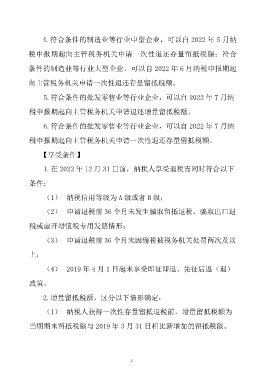 4.符合条件的制造业等行业中型企业，可以自 2022 年 5 月纳
税申报期起向主管税务机关申请一次性退还存量留抵税额；符合
条件的制造业等行业大型企业，可以自 2022 年 6 月纳税申报期起
向主管税务机关申请一次性退还存量留抵税额。
5.符合条件的批发零售业等行业企业，可以自 2022 年 7 月纳
税申报期起向主管税务机关申请退还增量留抵税额。
6.符合条件的批发零售业等行业企业，可以自 2022 年 7 月纳
税申报期起向主管税务机关申请一次性退还存量留抵税额。
【享受条件】
1.在 2022 年 12 月 31 日前，纳税人享受退税需同时符合以下
条件：
（1） 纳税信用等级为 A 级或者 B 级；
（2） 申请退税前 36 个月未发生骗取留抵退税、骗取出口退
税或虚开增值税专用发票情形；
（3） 申请退税前 36 个月未因偷税被税务机关处罚两次及以
上；
（4） 2019 年 4 月 1 日起未享受即征即退、先征后返（退）
政策。
2.增量留抵税额，区分以下情形确定：
（1） 纳税人获得一次性存量留抵退税前，增量留抵税额为
当期期末留抵税额与 2019 年 3 月 31 日相比新增加的留抵税额。